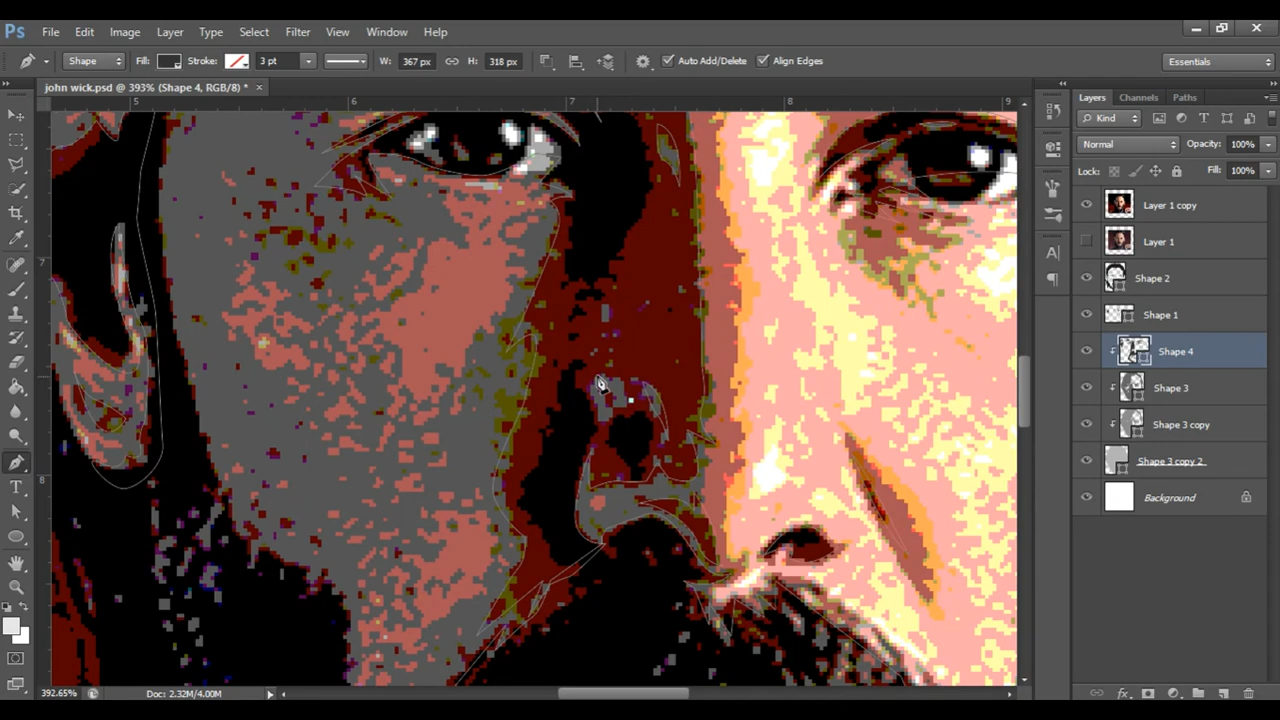 Ps File Edit Image Layer Type Select Filter View Window Help
Shape Fill: Stroke: 3 pt W: 367 px H: 318 px Auto Add/Delete Align Edges Essentials
john wick.psd @ 393% (Shape 4, RGB/8) * ×
5 6 7 8 9
7
8
Layers Channels Paths
Kind
Normal Opacity: 100%
Lock: Fill: 100%
Layer 1 copy
Layer 1
Shape 2
Shape 1
Shape 4
Shape 3
Shape 3 copy
Shape 3 copy 2
Background
392.65% Doc: 2.32M/4.00M